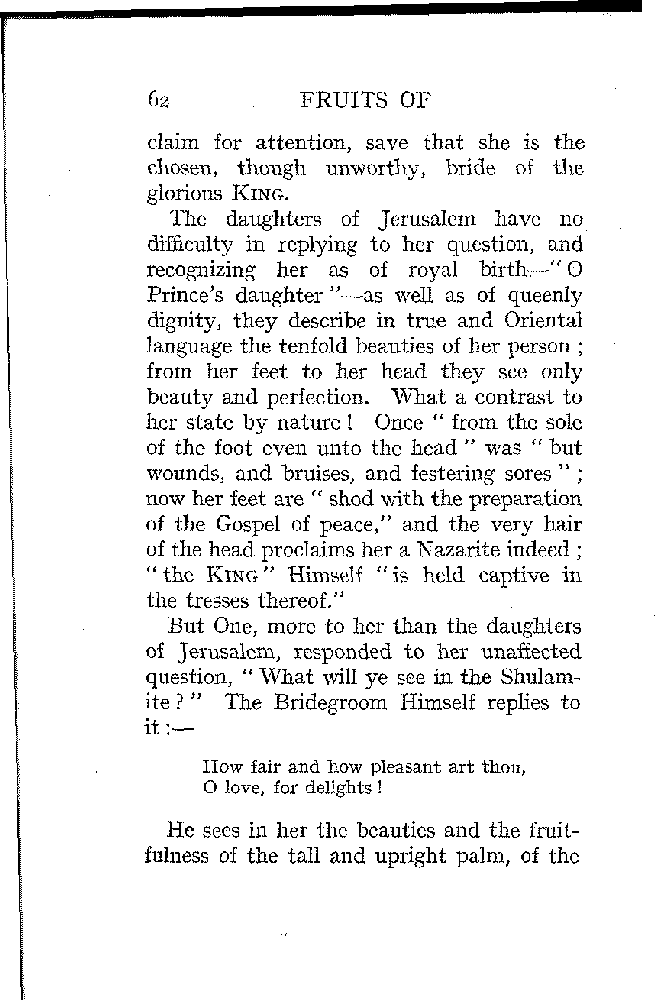 62 FRUITS OF
claim for attention, save that she is the
chosen, though unworthy, bride of the
glorious KING.
The daughters of Jerusalem have no
difficulty in replying to her question, and
recognizing her as of royal birth—“ O
Prince’s daughter ”—as well as of queenly
dignity, they describe in true and Oriental
language the tenfold beauties of her person ;
from her feet to her head they see only
beauty and perfection. What a contrast to
her state by nature ! Once “ from the sole
of the foot even unto the head ” was “ but
wounds, and bruises, and festering sores ” ;
now her feet are “ shod with the preparation
of the Gospel of peace,” and the very hair
of the head proclaims her a Nazarite indeed ;
“ the KING ” Himself “ is held captive in
the tresses thereof.”
But One, more to her than the daughters
of Jerusalem, responded to her unaffected
question, “ What will ye see in the Shulam-
ite ? ” The Bridegroom Himself replies to
it :—
How fair and how pleasant art thou,
O love, for delights !
He sees in her the beauties and the fruit-
fulness of the tall and upright palm, of the